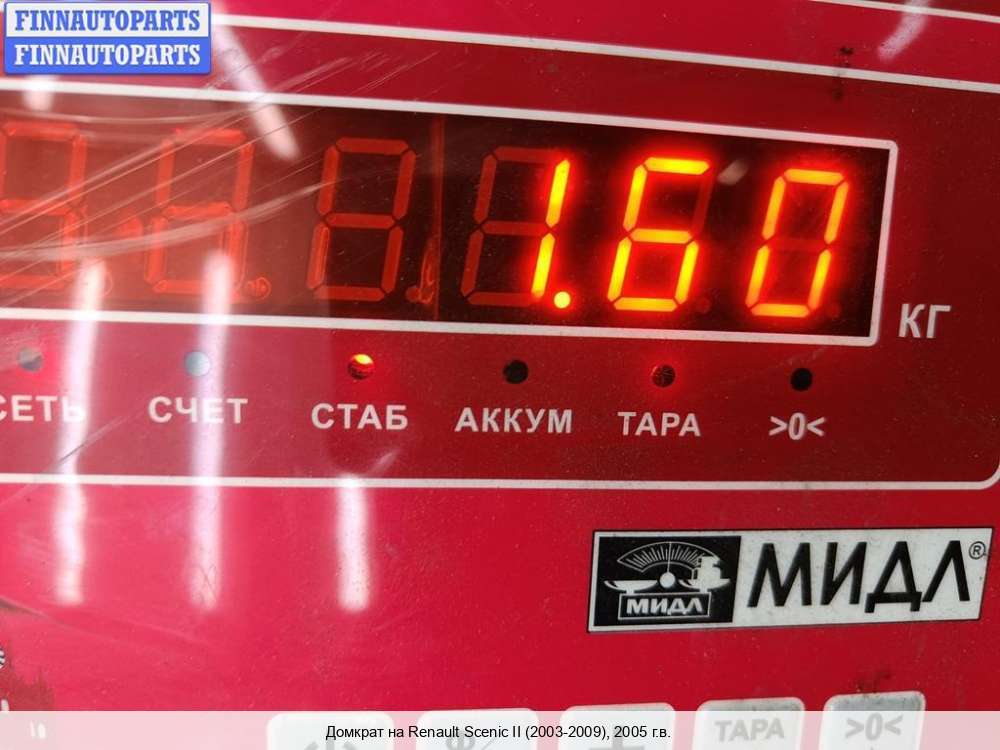 FINNAUTOPARTS
FINNAUTOPARTS
1.60
КГ
СЕТЬ СЧЕТ СТАБ АККУМ ТАРА >0<
МИДЛ МИДЛ®
ТАРА >0<
Домкрат на Renault Scenic II (2003-2009), 2005 г.в.